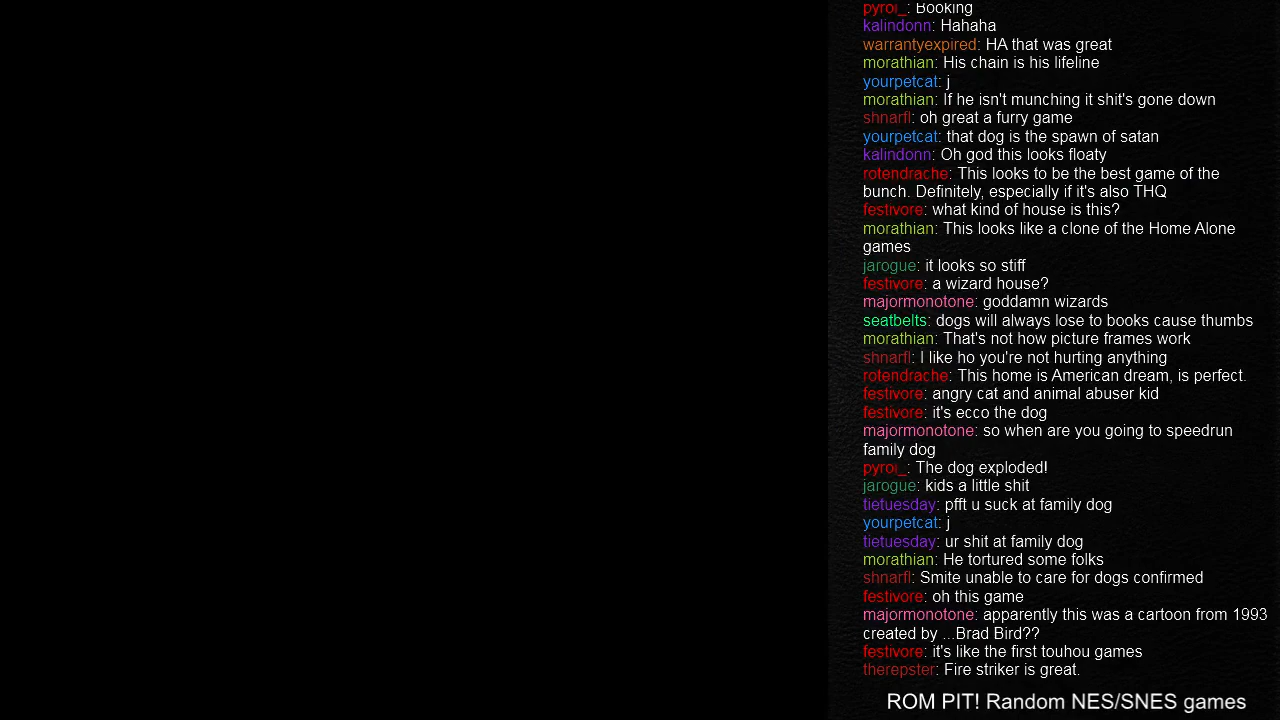 pyroi_: Booking
kalindonn: Hahaha
warrantyexpired: HA that was great
morathian: His chain is his lifeline
yourpetcat: j
morathian: If he isn't munching it shit's gone down
shnarfl: oh great a furry game
yourpetcat: that dog is the spawn of satan
kalindonn: Oh god this looks floaty
rotendrache: This looks to be the best game of the
bunch. Definitely, especially if it's also THQ
festivore: what kind of house is this?
morathian: This looks like a clone of the Home Alone
games
jarogue: it looks so stiff
festivore: a wizard house?
majormonotone: goddamn wizards
seatbelts: dogs will always lose to books cause thumbs
morathian: That's not how picture frames work
shnarfl: I like ho you're not hurting anything
rotendrache: This home is American dream, is perfect.
festivore: angry cat and animal abuser kid
festivore: it's ecco the dog
majormonotone: so when are you going to speedrun
family dog
pyroi_: The dog exploded!
jarogue: kids a little shit
tietuesday: pfft u suck at family dog
yourpetcat: j
tietuesday: ur shit at family dog
morathian: He tortured some folks
shnarfl: Smite unable to care for dogs confirmed
festivore: oh this game
majormonotone: apparently this was a cartoon from 1993
created by ...Brad Bird??
festivore: it's like the first touhou games
therepster: Fire striker is great.
ROM PIT! Random NES/SNES games